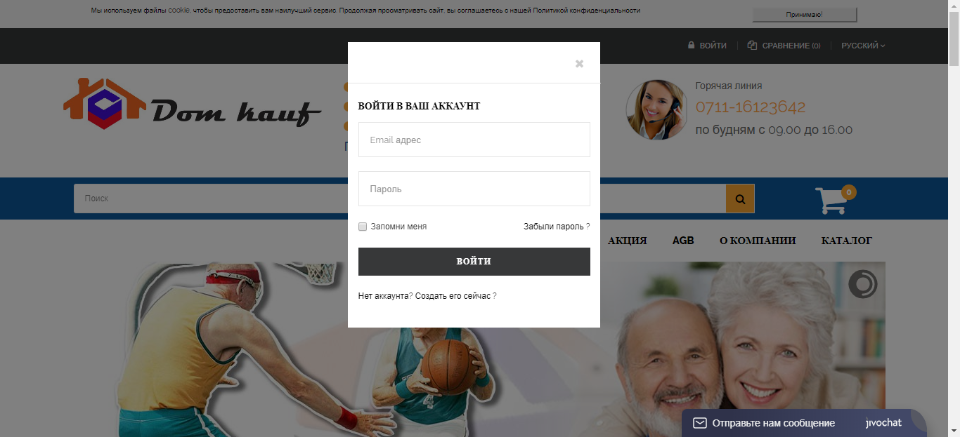 Мы используем файлы cookie, чтобы предоставить вам наилучший сервис. Продолжая просматривать сайт, вы соглашаетесь с нашей Политикой конфиденциальности
Принимаю!
ВОЙТИ
СРАВНЕНИЕ (0)
РУССКИЙ
Dom kauf
Горячая линия
0711-16123642
по будням с 09.00 до 16.00
ВОЙТИ В ВАШ АККАУНТ
Email адрес
Пароль
Запомни меня
Забыли пароль ?
ВОЙТИ
Нет аккаунта? Создать его сейчас ?
Поиск
0
АКЦИЯ
AGB
О КОМПАНИИ
КАТАЛОГ
Отправьте нам сообщение
jivochat